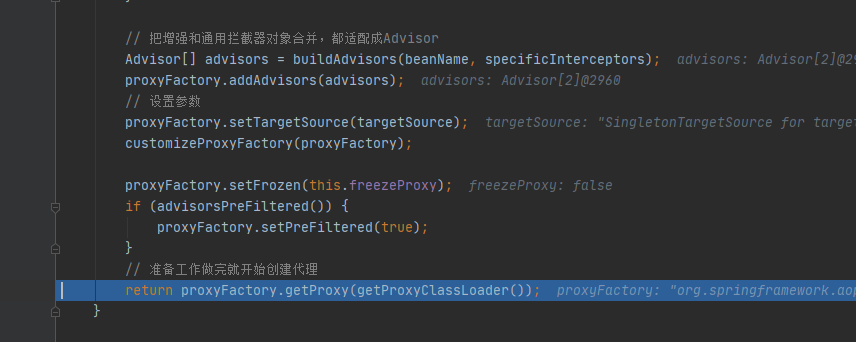 }
// 把增强和通用拦截器对象合并，都适配成Advisor
Advisor[] advisors = buildAdvisors(beanName, specificInterceptors);  advisors: Advisor[2]@29
proxyFactory.addAdvisors(advisors);  advisors: Advisor[2]@2960
// 设置参数
proxyFactory.setTargetSource(targetSource);  targetSource: "SingletonTargetSource for target
customizeProxyFactory(proxyFactory);
proxyFactory.setFrozen(this.freezeProxy);  freezeProxy: false
if (advisorsPreFiltered()) {
proxyFactory.setPreFiltered(true);
}
// 准备工作做完就开始创建代理
return proxyFactory.getProxy(getProxyClassLoader());  proxyFactory: "org.springframework.aop
}